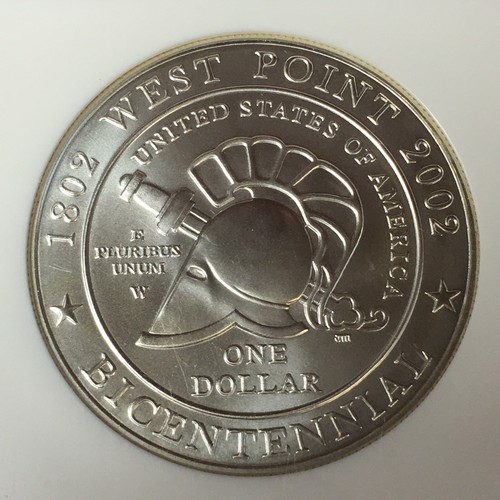 1802 WEST POINT 2002
UNITED STATES OF AMERICA
E
PLURIBUS
UNUM
W
ONE
DOLLAR
BICENTENNIAL